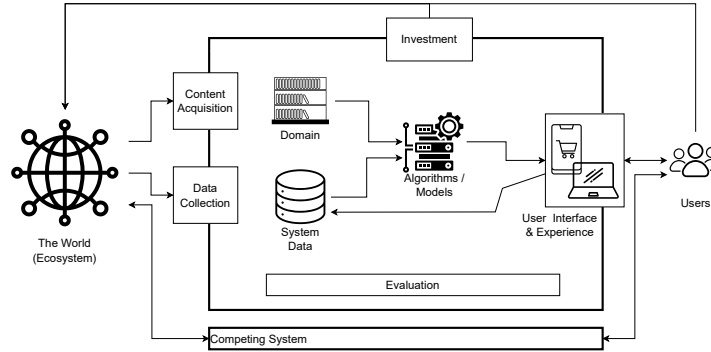 Investment
Content
Acquisition
Domain
Algorithms /
Models
Data
Collection
System
Data
User Interface
& Experience
Users
The World
(Ecosystem)
Evaluation
Competing System